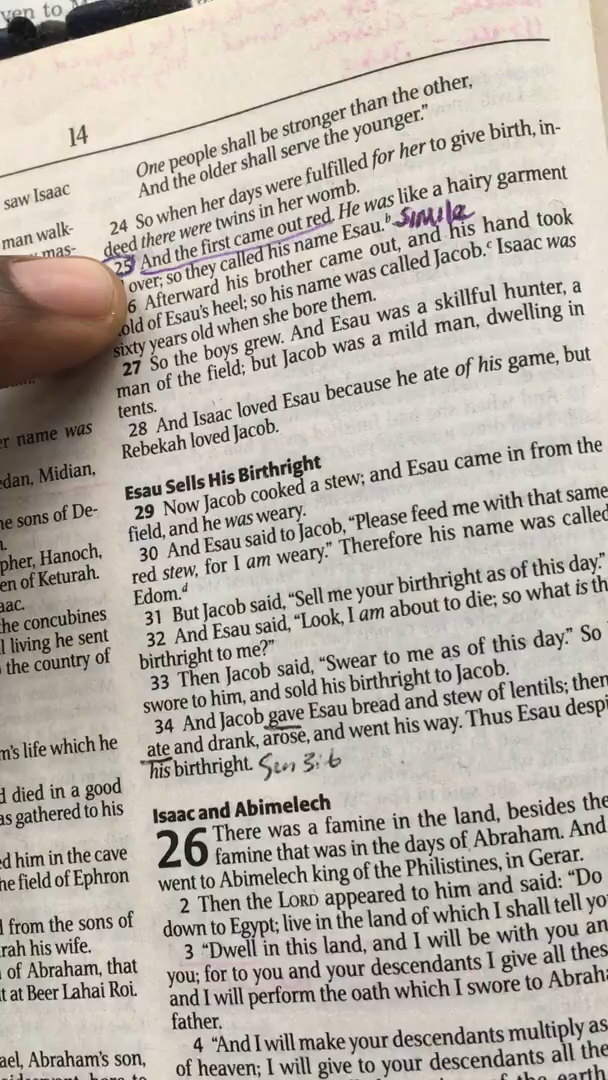 ven to
14
saw Isaac
man walk-
mas-
er name was
edan, Midian,
he sons of De-
pher, Hanoch,
en of Keturah.
aac.
he concubines
l living he sent
the country of
m's life which he
d died in a good
as gathered to his
ed him in the cave
he field of Ephron
l from the sons of
rah his wife.
of Abraham, that
t at Beer Lahai Roi.
ael, Abraham's son,
One people shall be stronger than the other,
And the older shall serve the younger."
24 So when her days were fulfilled for her to give birth, in-
deed there were twins in her womb.
25 And the first came out red. He was like a hairy garment
over; so they called his name Esau.b simile
6 Afterward his brother came out, and his hand took
old of Esau's heel; so his name was called Jacob.c Isaac was
sixty years old when she bore them.
27 So the boys grew. And Esau was a skillful hunter, a
man of the field; but Jacob was a mild man, dwelling in
tents.
28 And Isaac loved Esau because he ate of his game, but
Rebekah loved Jacob.
Esau Sells His Birthright
29 Now Jacob cooked a stew; and Esau came in from the
field, and he was weary.
30 And Esau said to Jacob, "Please feed me with that same
red stew, for I am weary." Therefore his name was called
Edom.d
31 But Jacob said, "Sell me your birthright as of this day."
32 And Esau said, "Look, I am about to die; so what is th
birthright to me?"
33 Then Jacob said, "Swear to me as of this day." So
swore to him, and sold his birthright to Jacob.
34 And Jacob gave Esau bread and stew of lentils; then
ate and drank, arose, and went his way. Thus Esau despi
his birthright. Gen 3:6
Isaac and Abimelech
26 There was a famine in the land, besides the
famine that was in the days of Abraham. And
went to Abimelech king of the Philistines, in Gerar.
2 Then the LORD appeared to him and said: "Do
down to Egypt; live in the land of which I shall tell yo
3 "Dwell in this land, and I will be with you an
you; for to you and your descendants I give all thes
and I will perform the oath which I swore to Abraha
father.
4 "And I will make your descendants multiply as
of heaven; I will give to your descendants all the
the earth